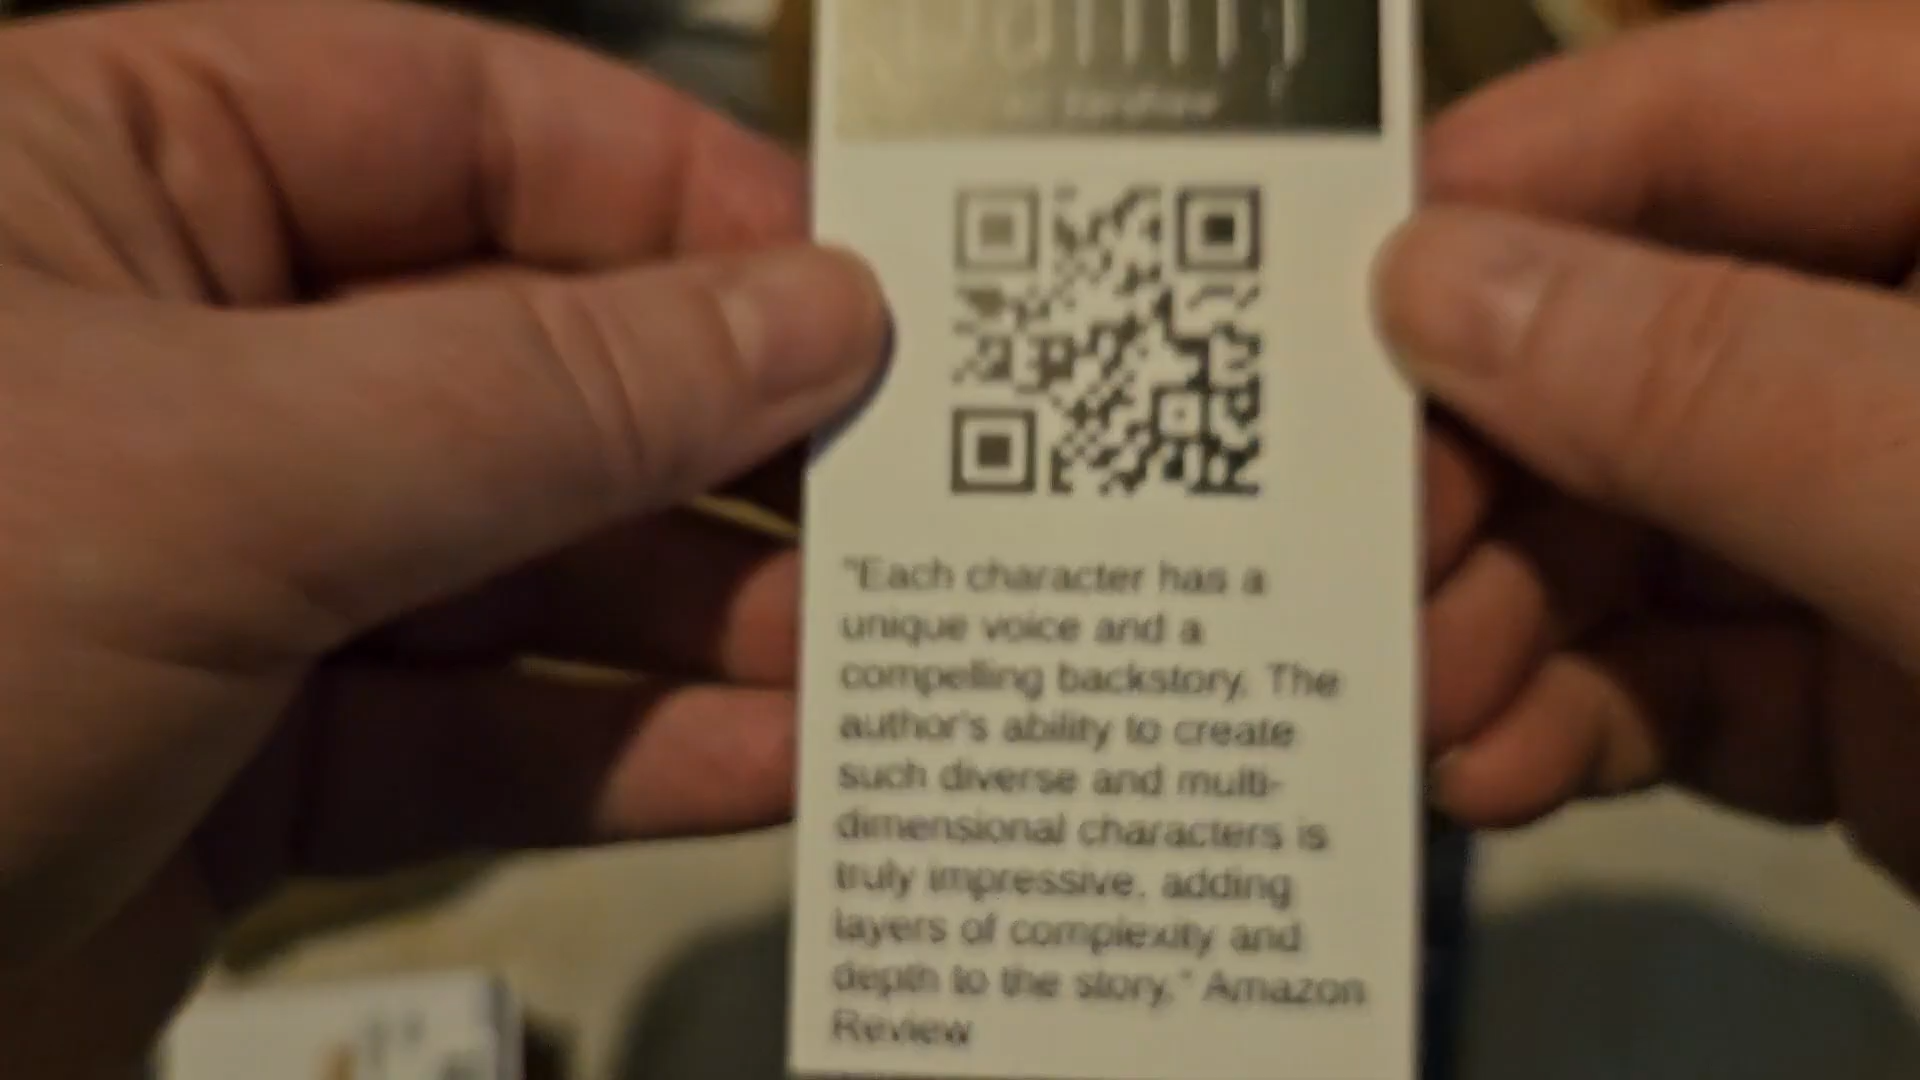 "Each character has a
unique voice and a
compelling backstory. The
author's ability to create
such diverse and multi-
dimensional characters is
truly impressive, adding
layers of complexity and
depth to the story." Amazon
Review